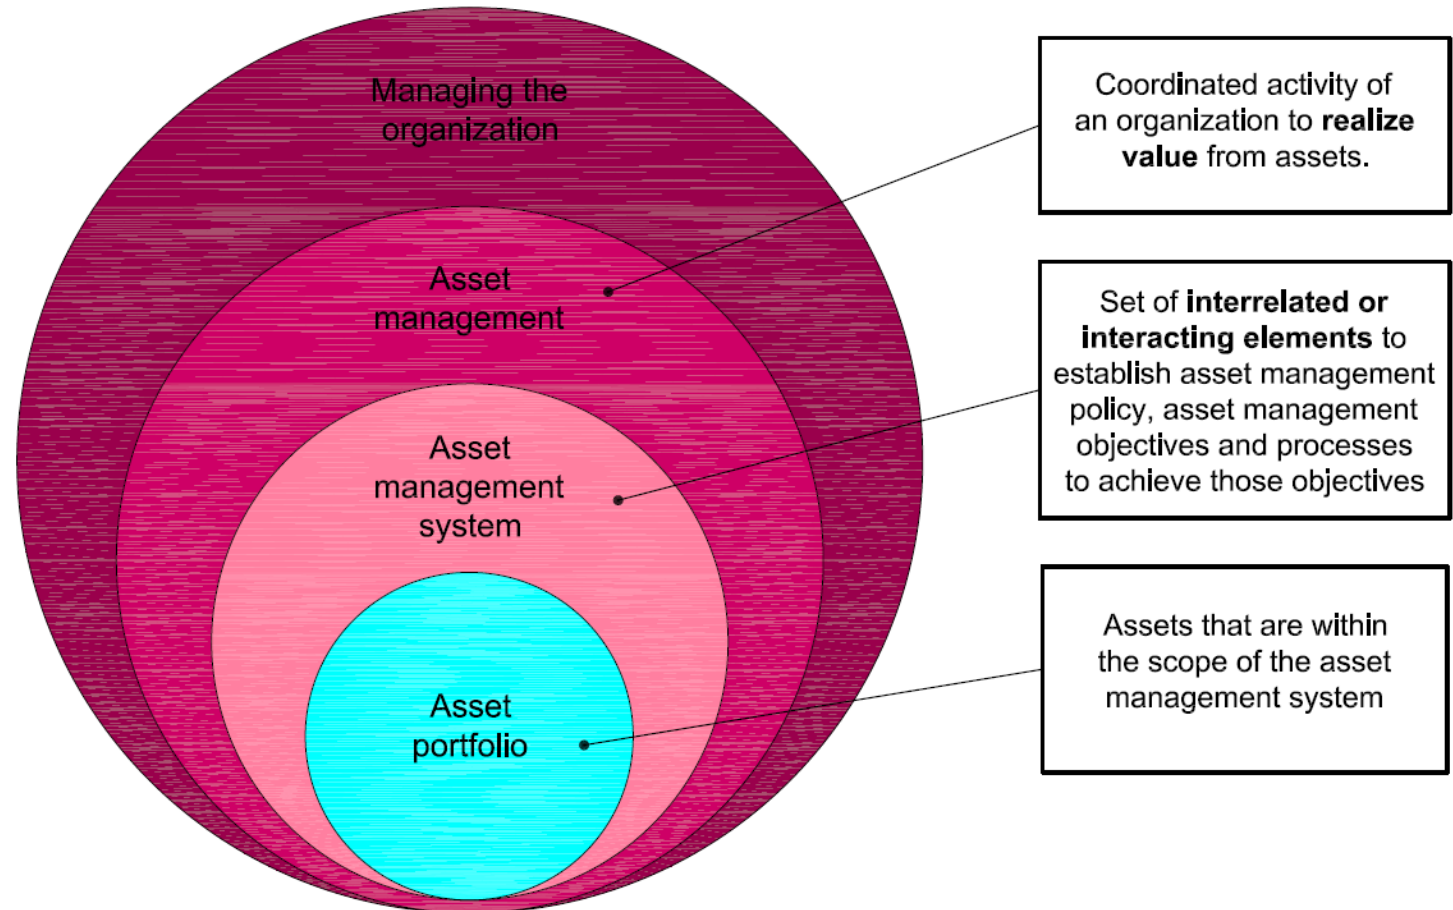 Managing the
organization
Asset
management
Asset
management
system
Asset
portfolio
Coordinated activity of
an organization to realize
value from assets.
Set of interrelated or
interacting elements to
establish asset management
policy, asset management
objectives and processes
to achieve those objectives
Assets that are within
the scope of the asset
management system